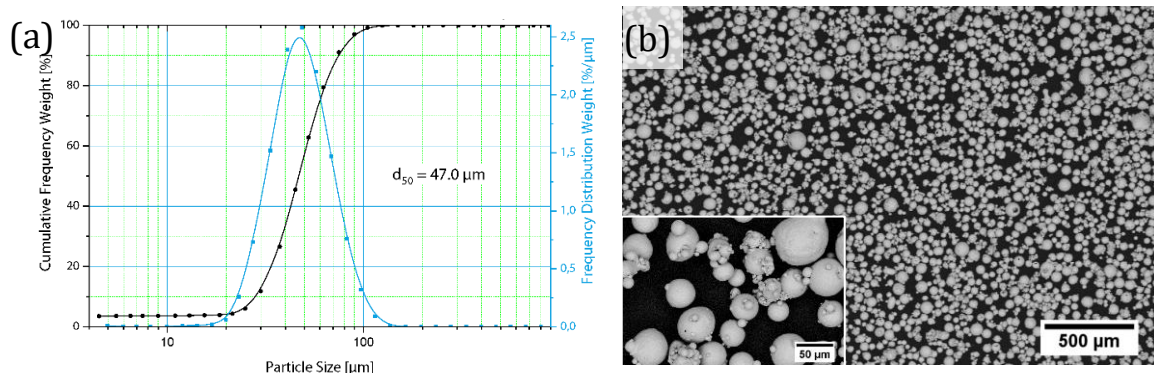 (a)
Cumulative Frequency Weight [%]
100
80
60
40
20
0
d₅₀ = 47.0 µm
2,5
2,0
1,5
1,0
0,5
0,0
Frequency Distribution Weight [%/µm]
10
100
Particle Size [µm]
(b)
50 µm
500 µm